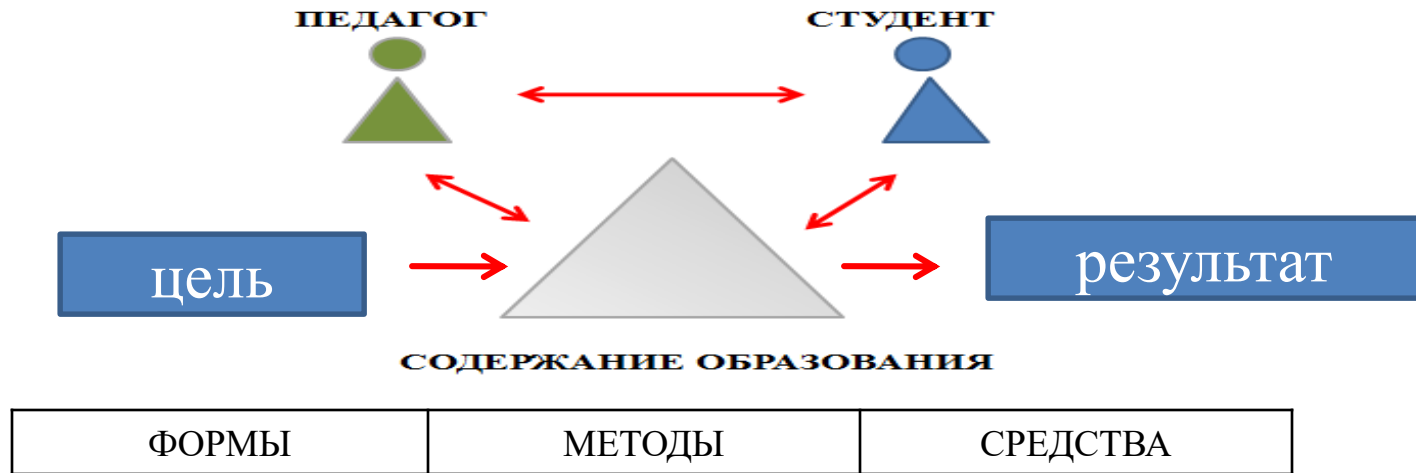 ПЕДАГОГ СТУДЕНТ
цель результат
СОДЕРЖАНИЕ ОБРАЗОВАНИЯ
ФОРМЫ МЕТОДЫ СРЕДСТВА